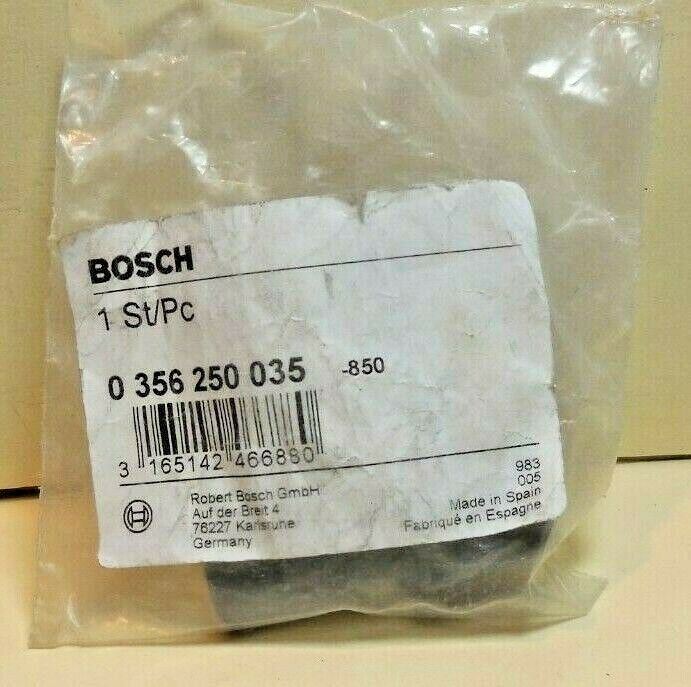 BOSCH
1 St/Pc
0 356 250 035 -850
3 165142 466880
983
005
Robert Bosch GmbH
Auf der Breit 4
76227 Karlsruhe
Germany
Made in Spain
Fabriqué en Espagne